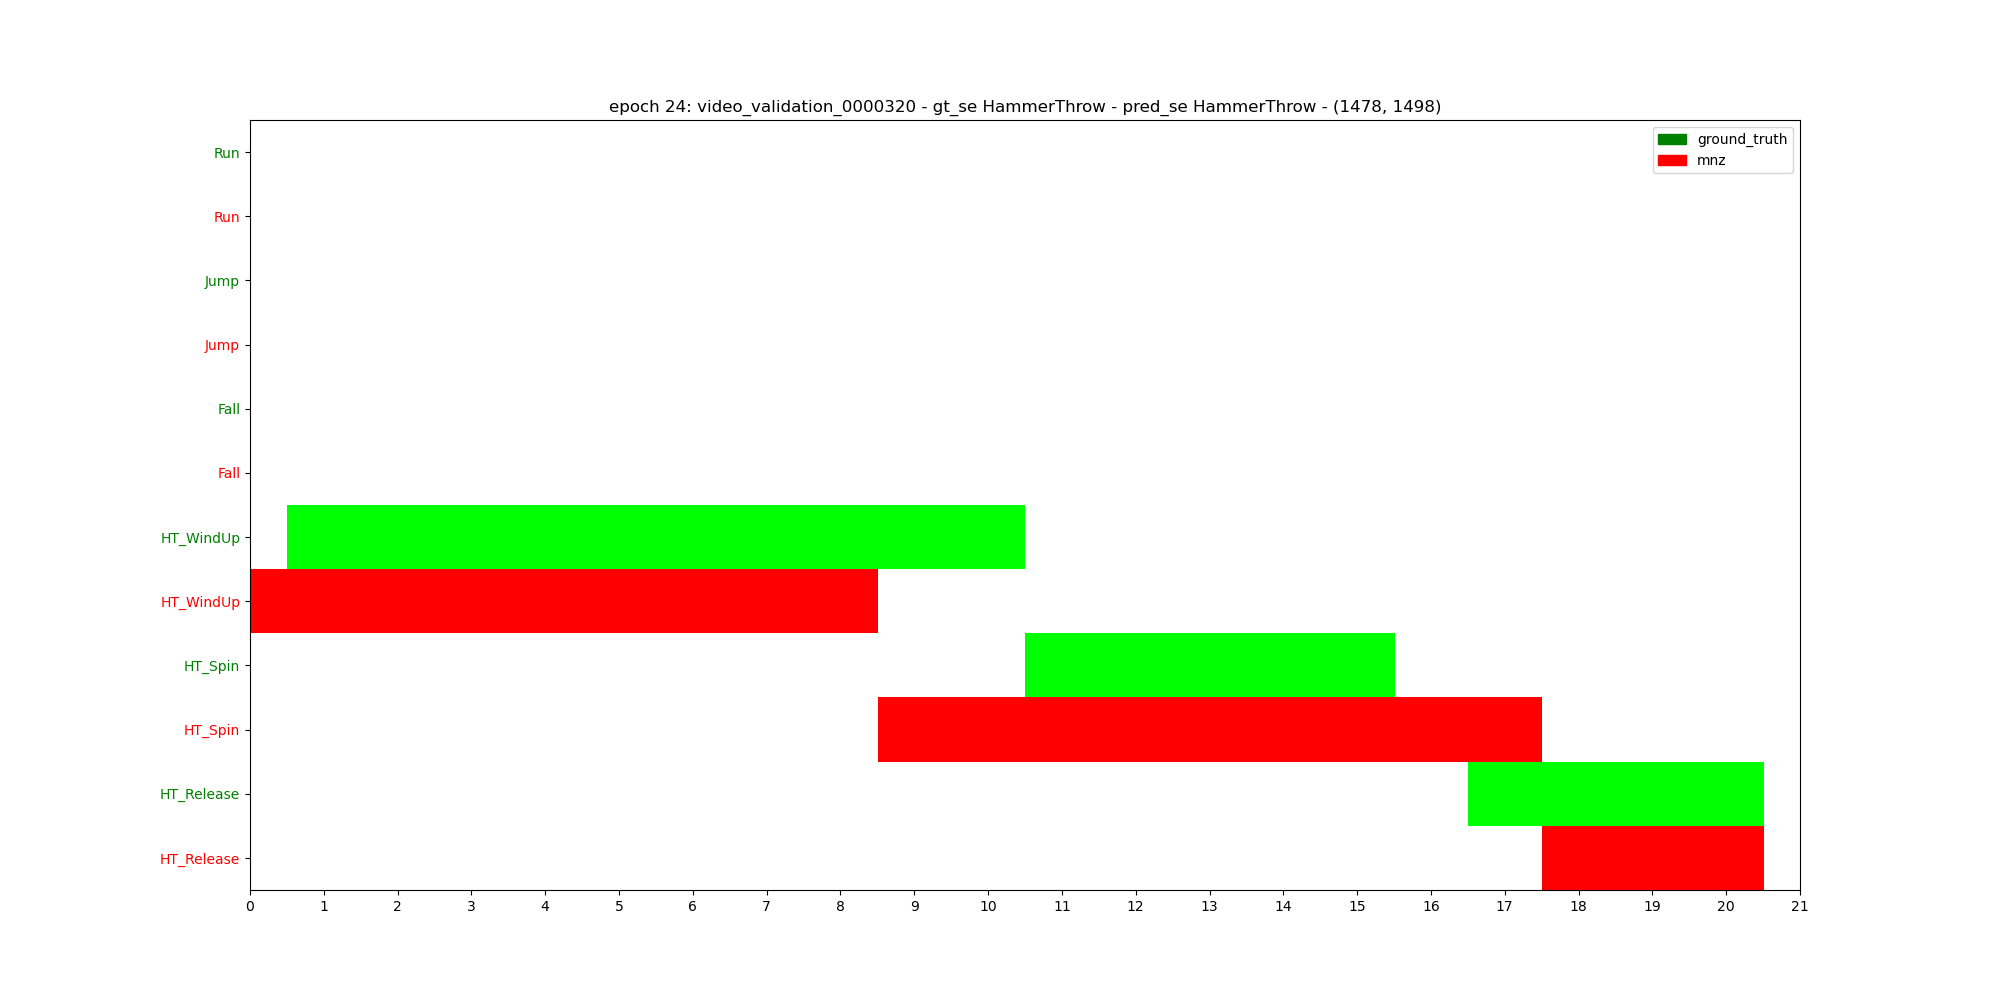 epoch 24: video_validation_0000320 - gt_se HammerThrow - pred_se HammerThrow - (1478, 1498)
ground_truth
mnz
Run
Run
Jump
Jump
Fall
Fall
HT_WindUp
HT_WindUp
HT_Spin
HT_Spin
HT_Release
HT_Release
0 1 2 3 4 5 6 7 8 9 10 11 12 13 14 15 16 17 18 19 20 21